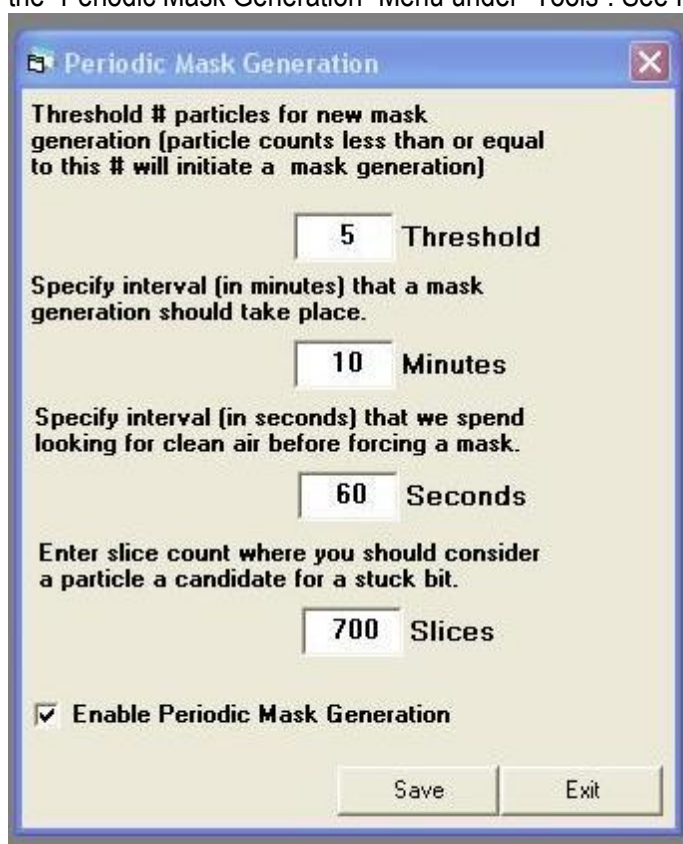 the "Periodic Mask Generation" Menu under "Tools". See
Periodic Mask Generation
Threshold # particles for new mask
generation (particle counts less than or equal
to this # will initiate a mask generation)
5 Threshold
Specify interval (in minutes) that a mask
generation should take place.
10 Minutes
Specify interval (in seconds) that we spend
looking for clean air before forcing a mask.
60 Seconds
Enter slice count where you should consider
a particle a candidate for a stuck bit.
700 Slices
Enable Periodic Mask Generation
Save Exit